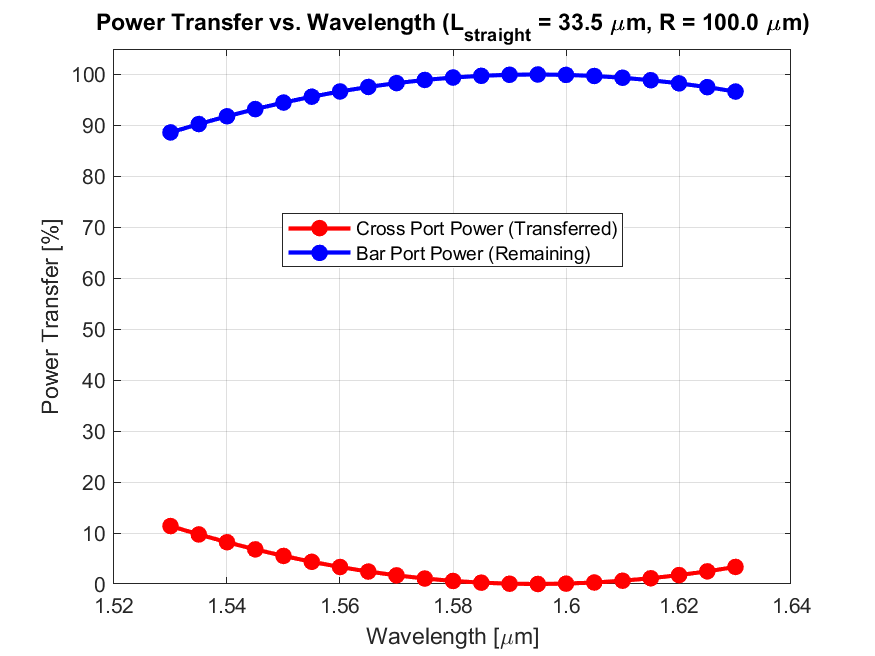 Power Transfer vs. Wavelength (L_straight = 33.5 μm, R = 100.0 μm)
100
90
80
70
60
50
40
30
20
10
0
Power Transfer [%]
Cross Port Power (Transferred)
Bar Port Power (Remaining)
1.52 1.54 1.56 1.58 1.6 1.62 1.64
Wavelength [μm]